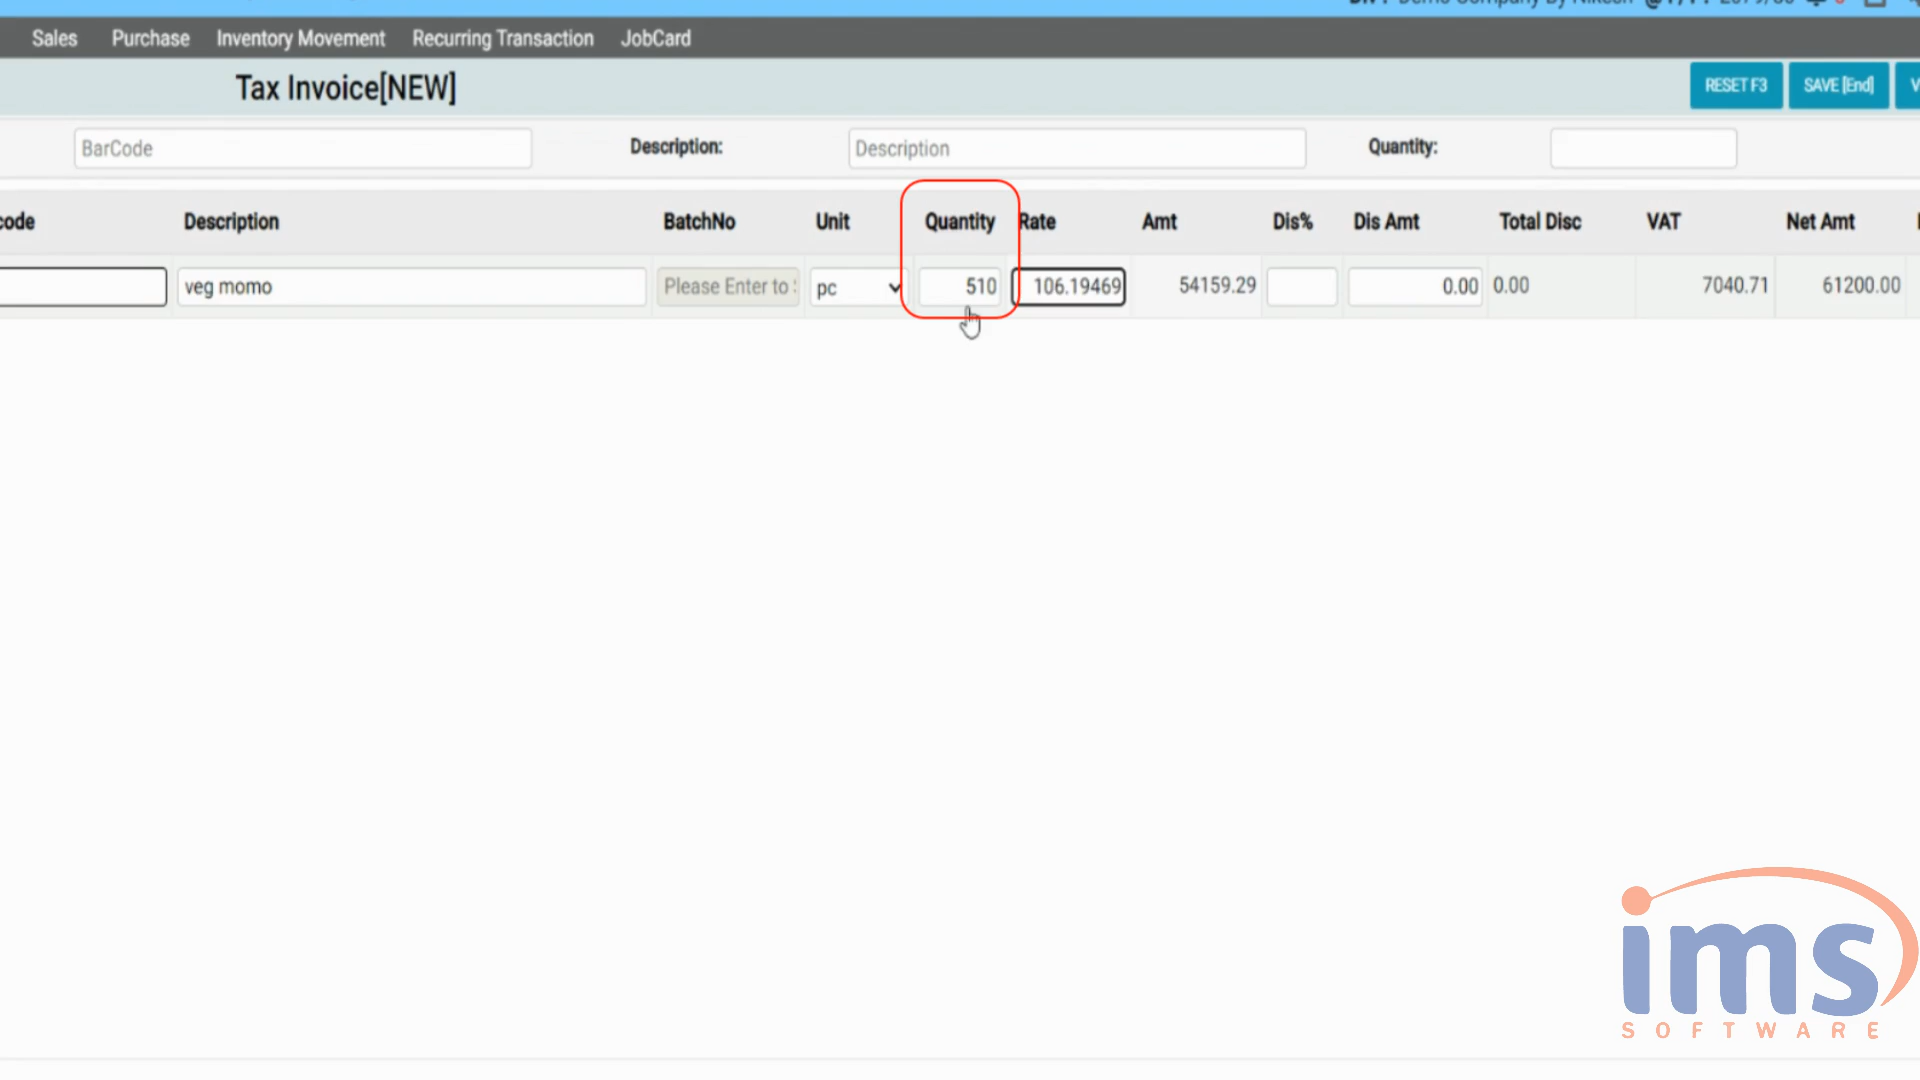 Sales Purchase Inventory Movement Recurring Transaction JobCard
Tax Invoice[NEW] RESET F3 SAVE [End] V
BarCode Description: Description Quantity:
code Description BatchNo Unit Quantity Rate Amt Dis% Dis Amt Total Disc VAT Net Amt
veg momo Please Enter to S pc 510 106.19469 54159.29 0.00 0.00 7040.71 61200.00
ims
SOFTWARE